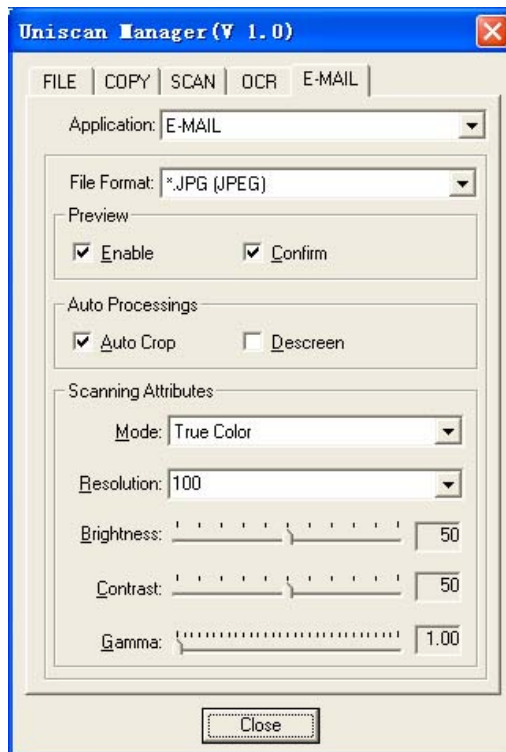 Uniscan Manager(V 1.0)
FILE COPY SCAN OCR E-MAIL
Application: E-MAIL
File Format: *.JPG (JPEG)
Preview
Enable Confirm
Auto Processings
Auto Crop Descreen
Scanning Attributes
Mode: True Color
Resolution: 100
Brightness: 50
Contrast: 50
Gamma: 1.00
Close